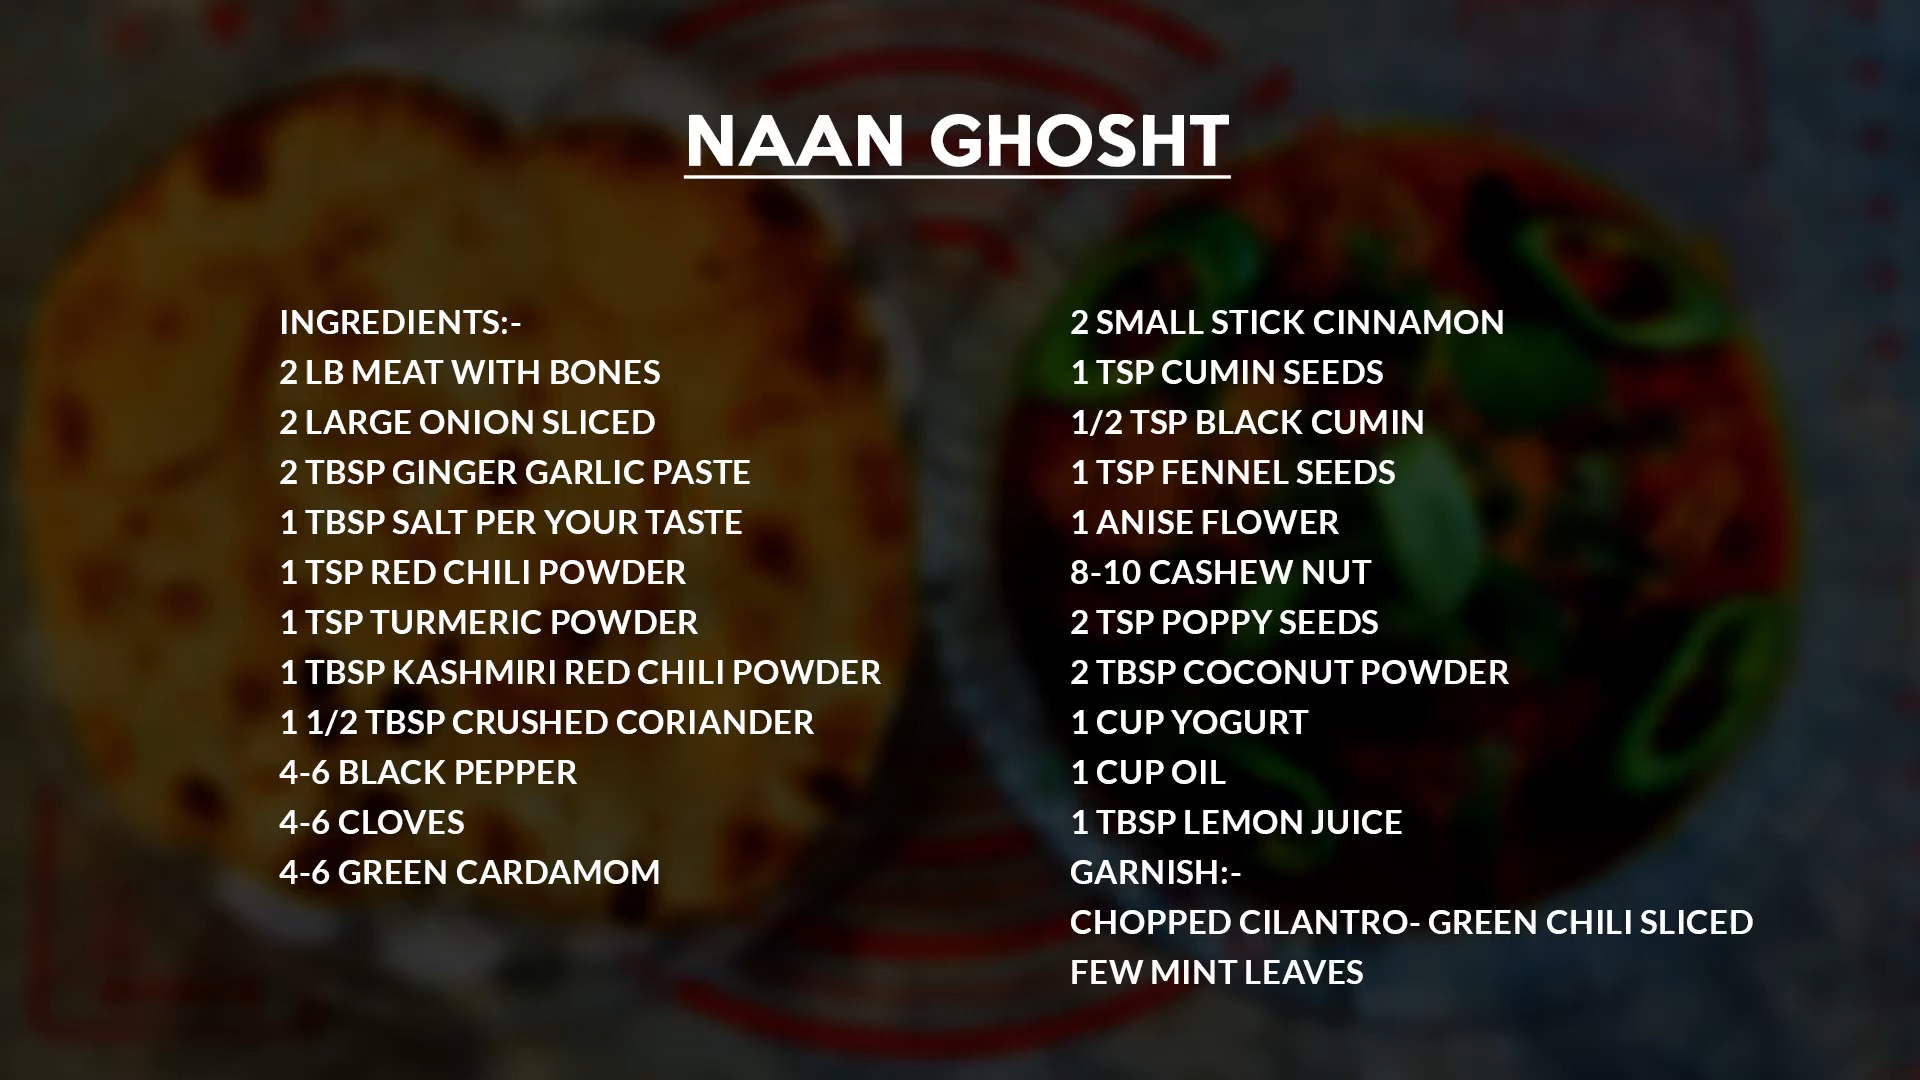 NAAN GHOSHT
INGREDIENTS:-
2 LB MEAT WITH BONES
2 LARGE ONION SLICED
2 TBSP GINGER GARLIC PASTE
1 TBSP SALT PER YOUR TASTE
1 TSP RED CHILI POWDER
1 TSP TURMERIC POWDER
1 TBSP KASHMIRI RED CHILI POWDER
1 1/2 TBSP CRUSHED CORIANDER
4-6 BLACK PEPPER
4-6 CLOVES
4-6 GREEN CARDAMOM
2 SMALL STICK CINNAMON
1 TSP CUMIN SEEDS
1/2 TSP BLACK CUMIN
1 TSP FENNEL SEEDS
1 ANISE FLOWER
8-10 CASHEW NUT
2 TSP POPPY SEEDS
2 TBSP COCONUT POWDER
1 CUP YOGURT
1 CUP OIL
1 TBSP LEMON JUICE
GARNISH:-
CHOPPED CILANTRO- GREEN CHILI SLICED
FEW MINT LEAVES